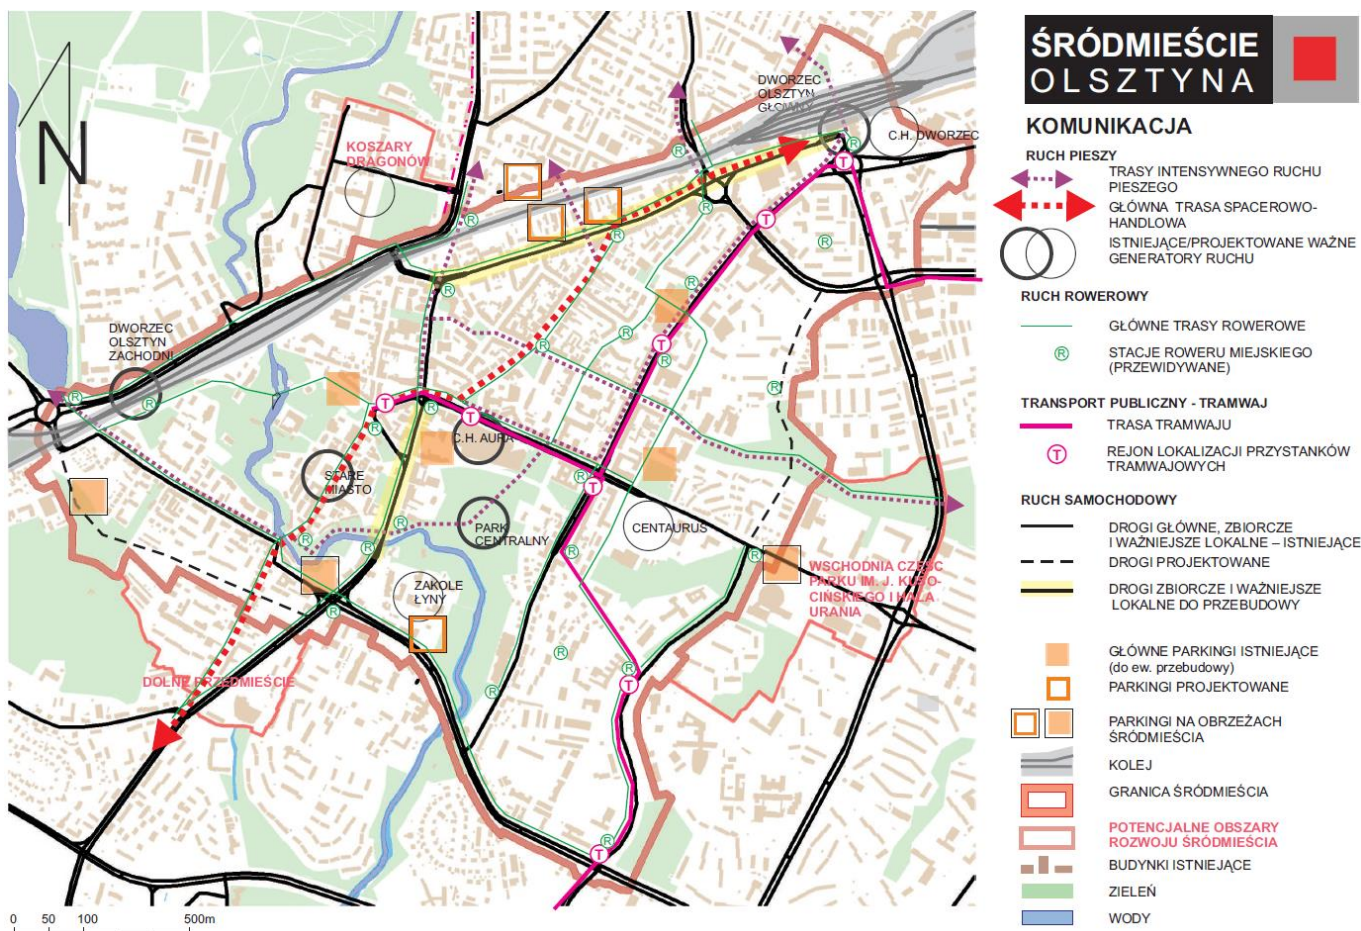 N
KOSZARY
DRAGONÓW
DWORZEC
OLSZTYN
GŁÓWNY
C.H. DWORZEC
DWORZEC
OLSZTYN
ZACHODNI
STARE
MIASTO
C.H. AURA
PARK
CENTRALNY
CENTAURUS
ZAKOLE
ŁYNY
WSCHODNIA CZĘŚĆ
PARKU IM. J. KUSO-
CIŃSKIEGO I HALA
URANIA
DOLNE PRZEDMIEŚCIE
0 50 100 500m
ŚRÓDMIEŚCIE
OLSZTYNA
KOMUNIKACJA
RUCH PIESZY
TRASY INTENSYWNEGO RUCHU
PIESZEGO
GŁÓWNA TRASA SPACEROWO-
HANDLOWA
ISTNIEJĄCE/PROJEKTOWANE WAŻNE
GENERATORY RUCHU
RUCH ROWEROWY
GŁÓWNE TRASY ROWEROWE
R STACJE ROWERU MIEJSKIEGO
(PRZEWIDYWANE)
TRANSPORT PUBLICZNY - TRAMWAJ
TRASA TRAMWAJU
T REJON LOKALIZACJI PRZYSTANKÓW
TRAMWAJOWYCH
RUCH SAMOCHODOWY
DROGI GŁÓWNE, ZBIORCZE
I WAŻNIEJSZE LOKALNE – ISTNIEJĄCE
DROGI PROJEKTOWANE
DROGI ZBIORCZE I WAŻNIEJSZE
LOKALNE DO PRZEBUDOWY
GŁÓWNE PARKINGI ISTNIEJĄCE
(do ew. przebudowy)
PARKINGI PROJEKTOWANE
PARKINGI NA OBRZEŻACH
ŚRÓDMIEŚCIA
KOLEJ
GRANICA ŚRÓDMIEŚCIA
POTENCJALNE OBSZARY
ROZWOJU ŚRÓDMIEŚCIA
BUDYNKI ISTNIEJĄCE
ZIELEŃ
WODY